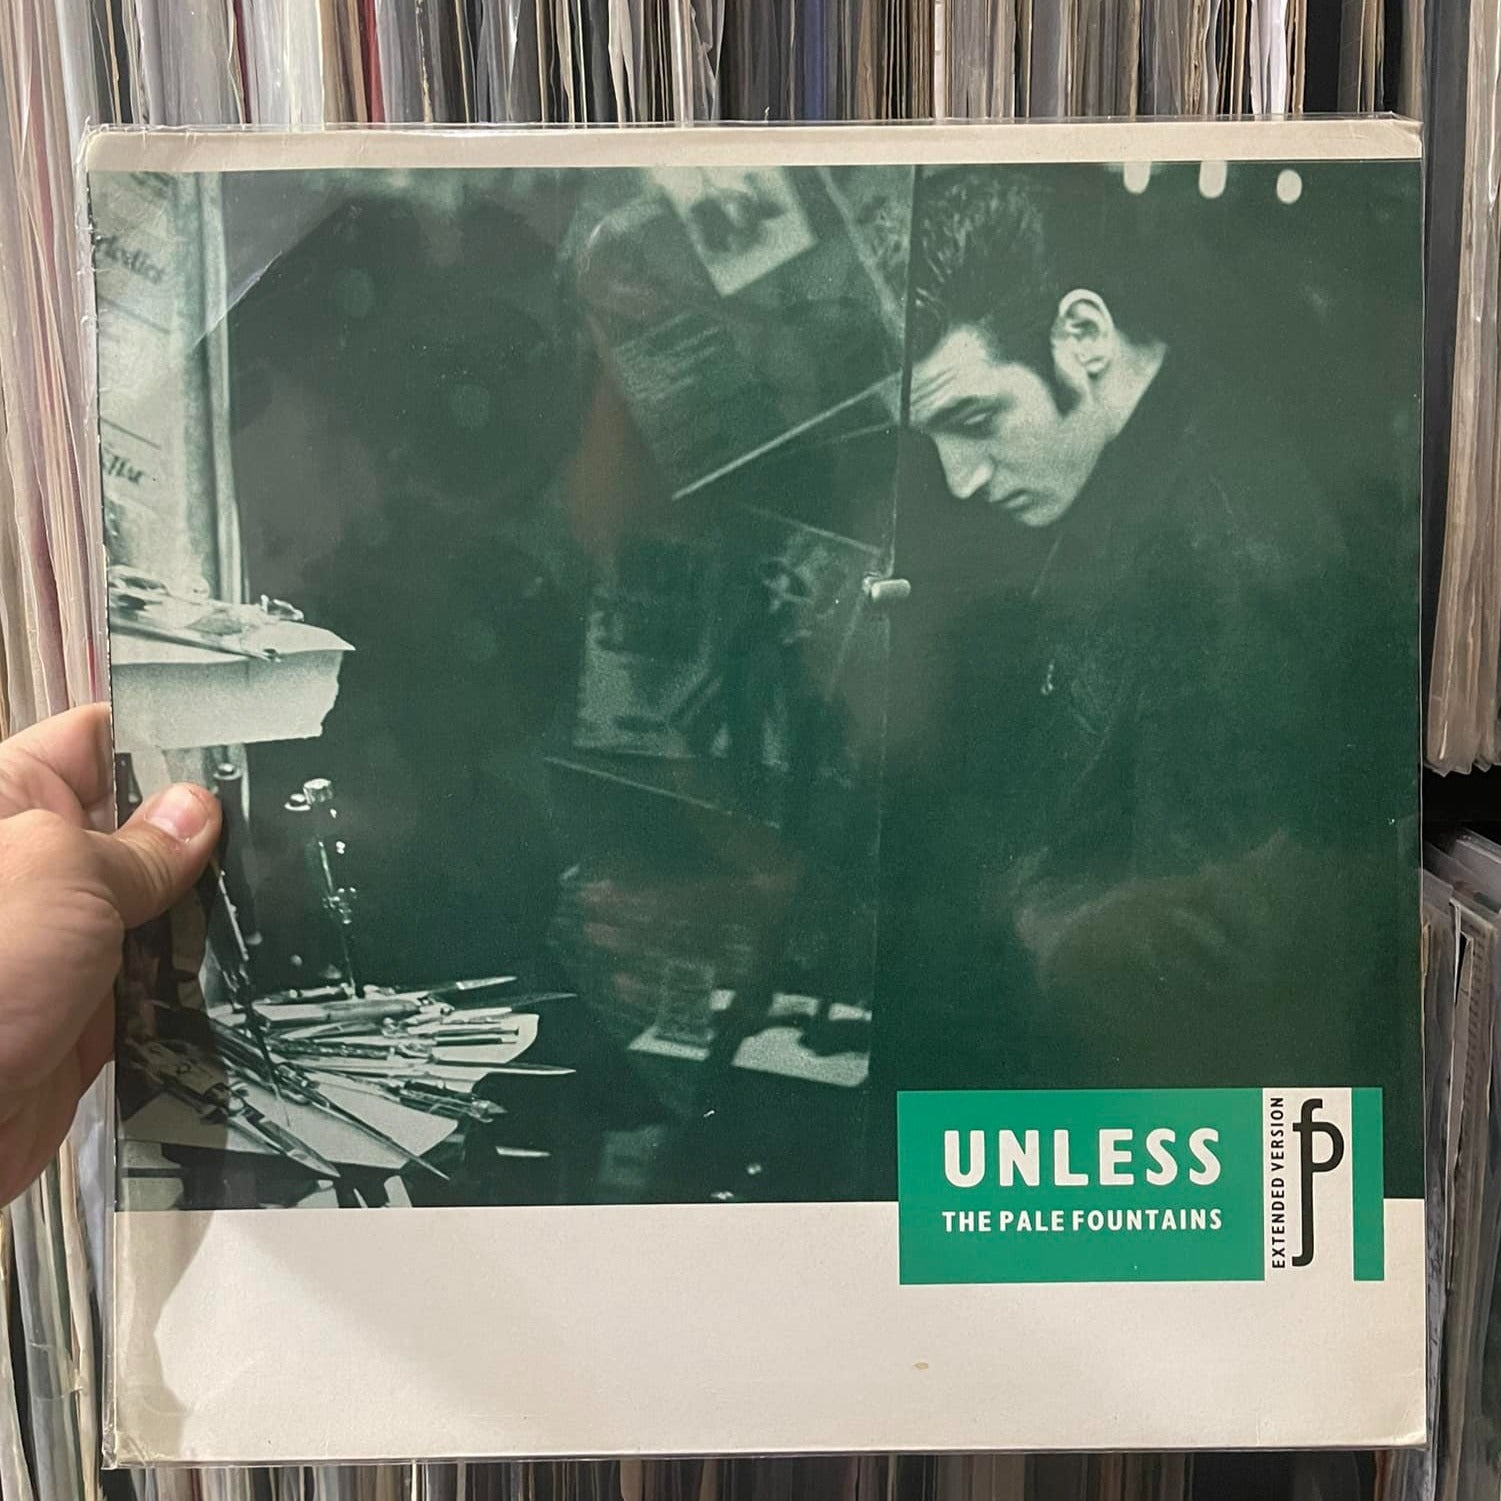 UNLESS
THE PALE FOUNTAINS
EXTENDED VERSION
fp